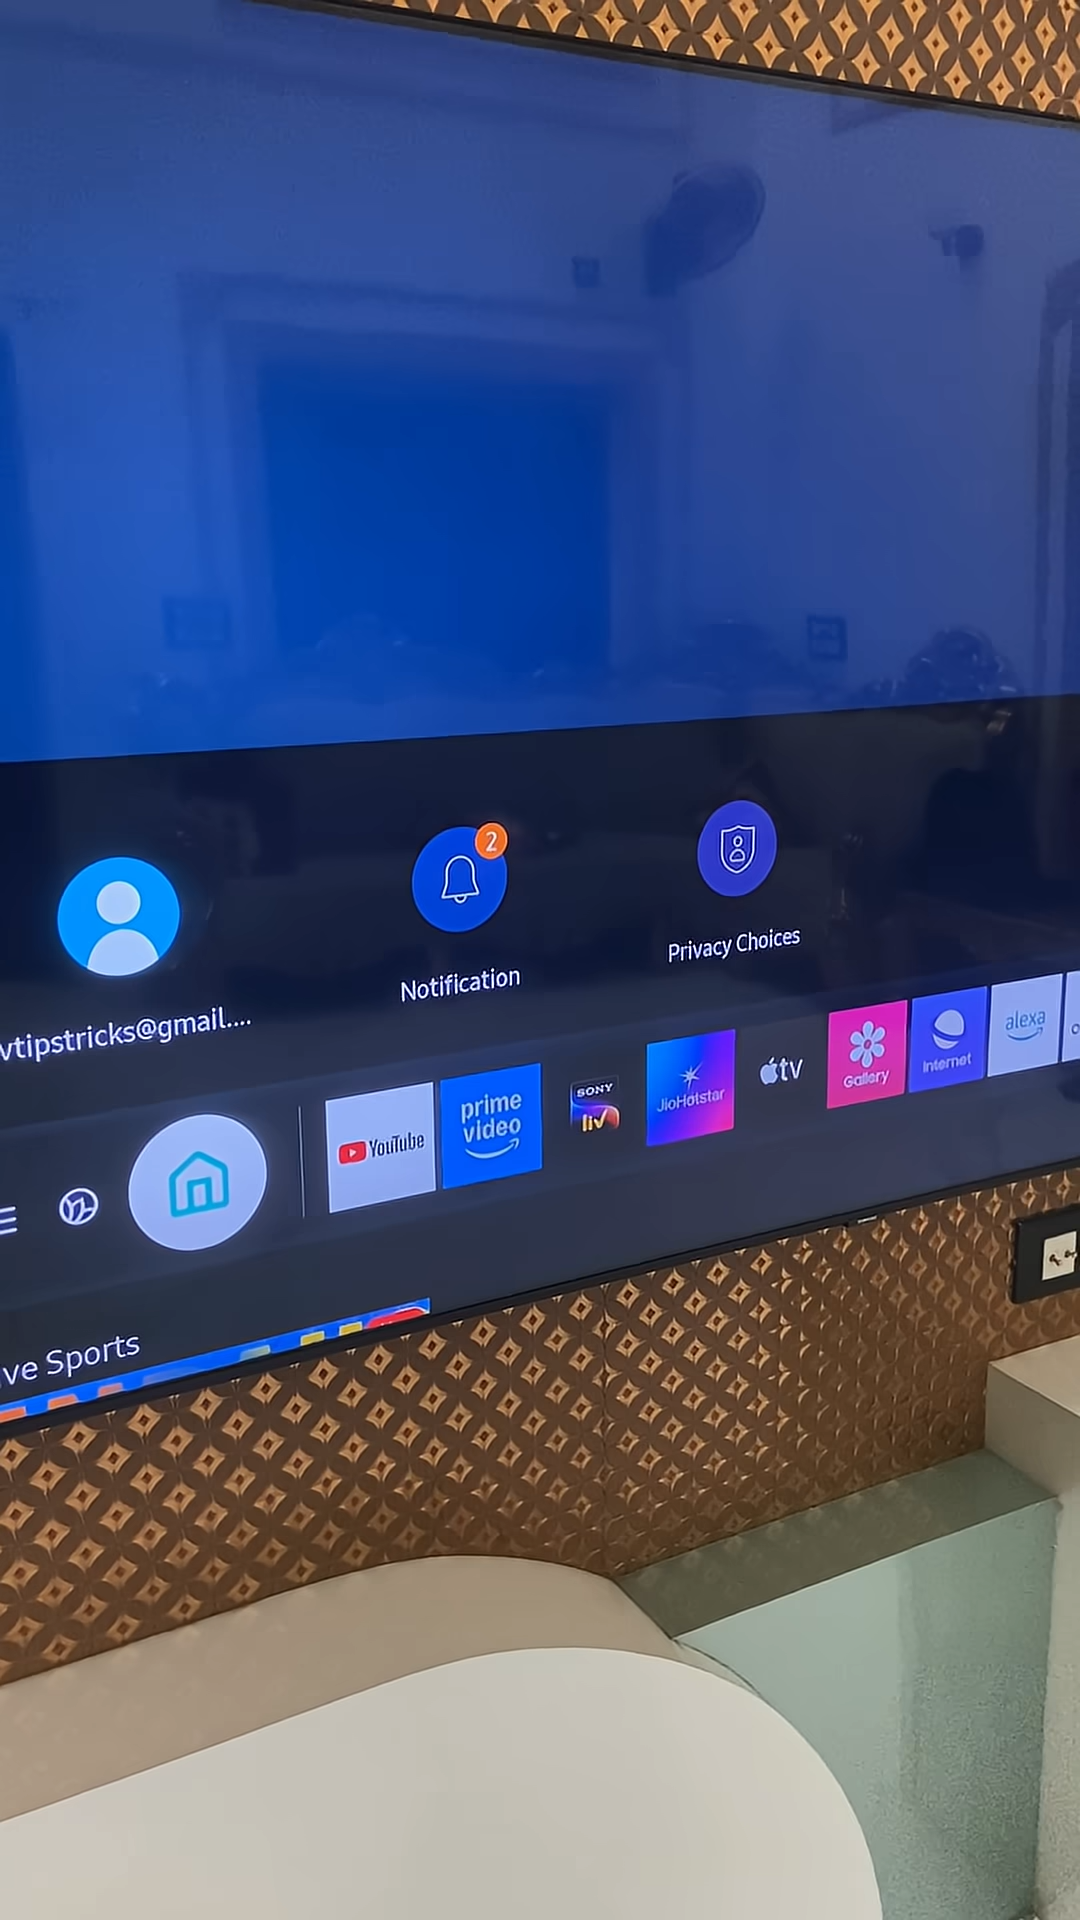 2
Privacy Choices
Notification
vtipstricks@gmail....
YouTube
prime
video
SONY
liv
JioHotstar
tv
Gallery
Internet
alexa
ve Sports